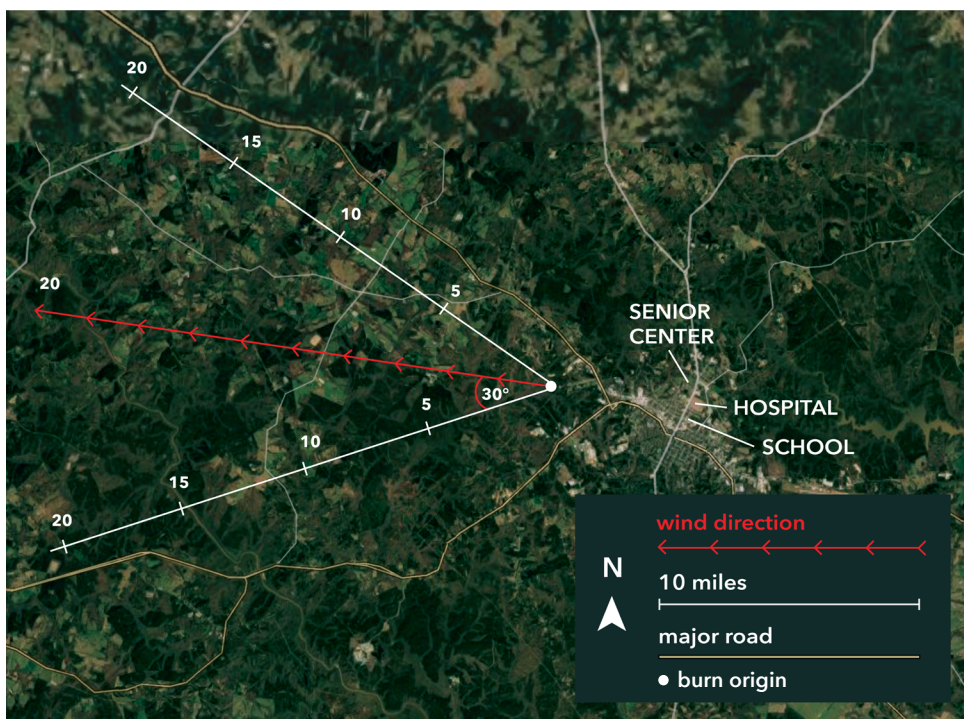 20
15
10
5
20
30°
5
10
15
20
SENIOR
CENTER
HOSPITAL
SCHOOL
wind direction
N
10 miles
major road
burn origin